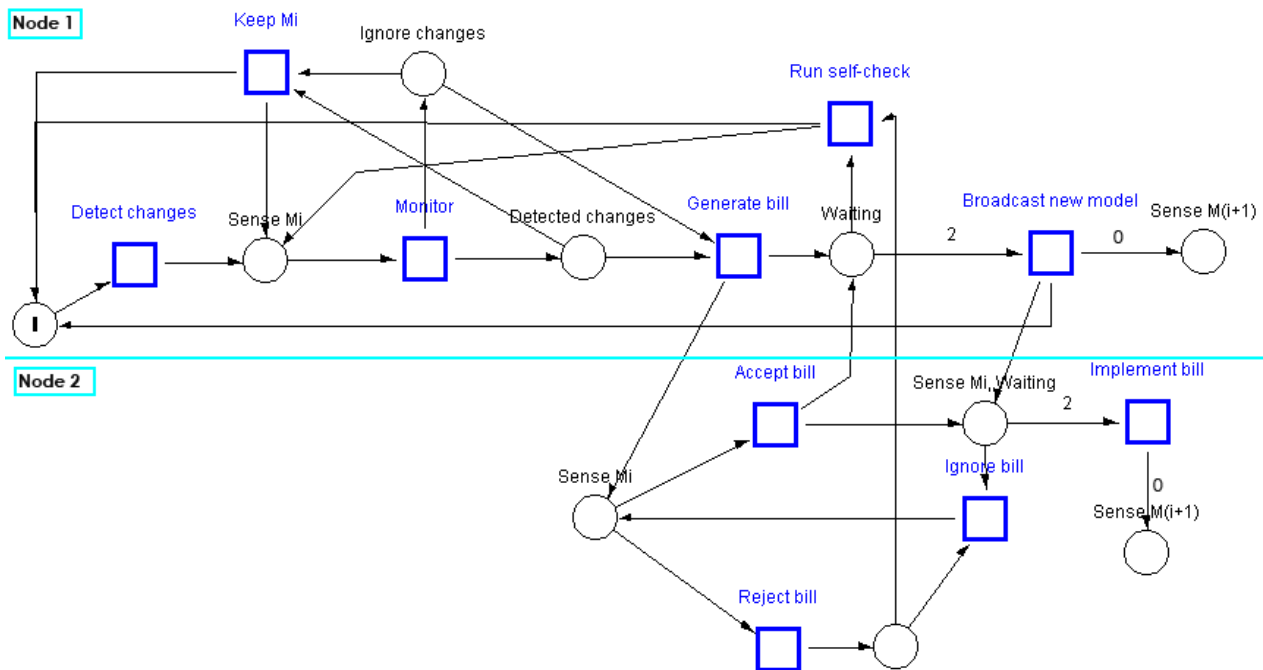 Node 1
Keep Mi
Ignore changes
Run self-check
Detect changes
Sense Mi
Monitor
Detected changes
Generate bill
Waiting
2
Broadcast new model
0
Sense M(i+1)
I
Node 2
Accept bill
Sense Mi, Waiting
2
Implement bill
Sense Mi
Ignore bill
0
Sense M(i+1)
Reject bill